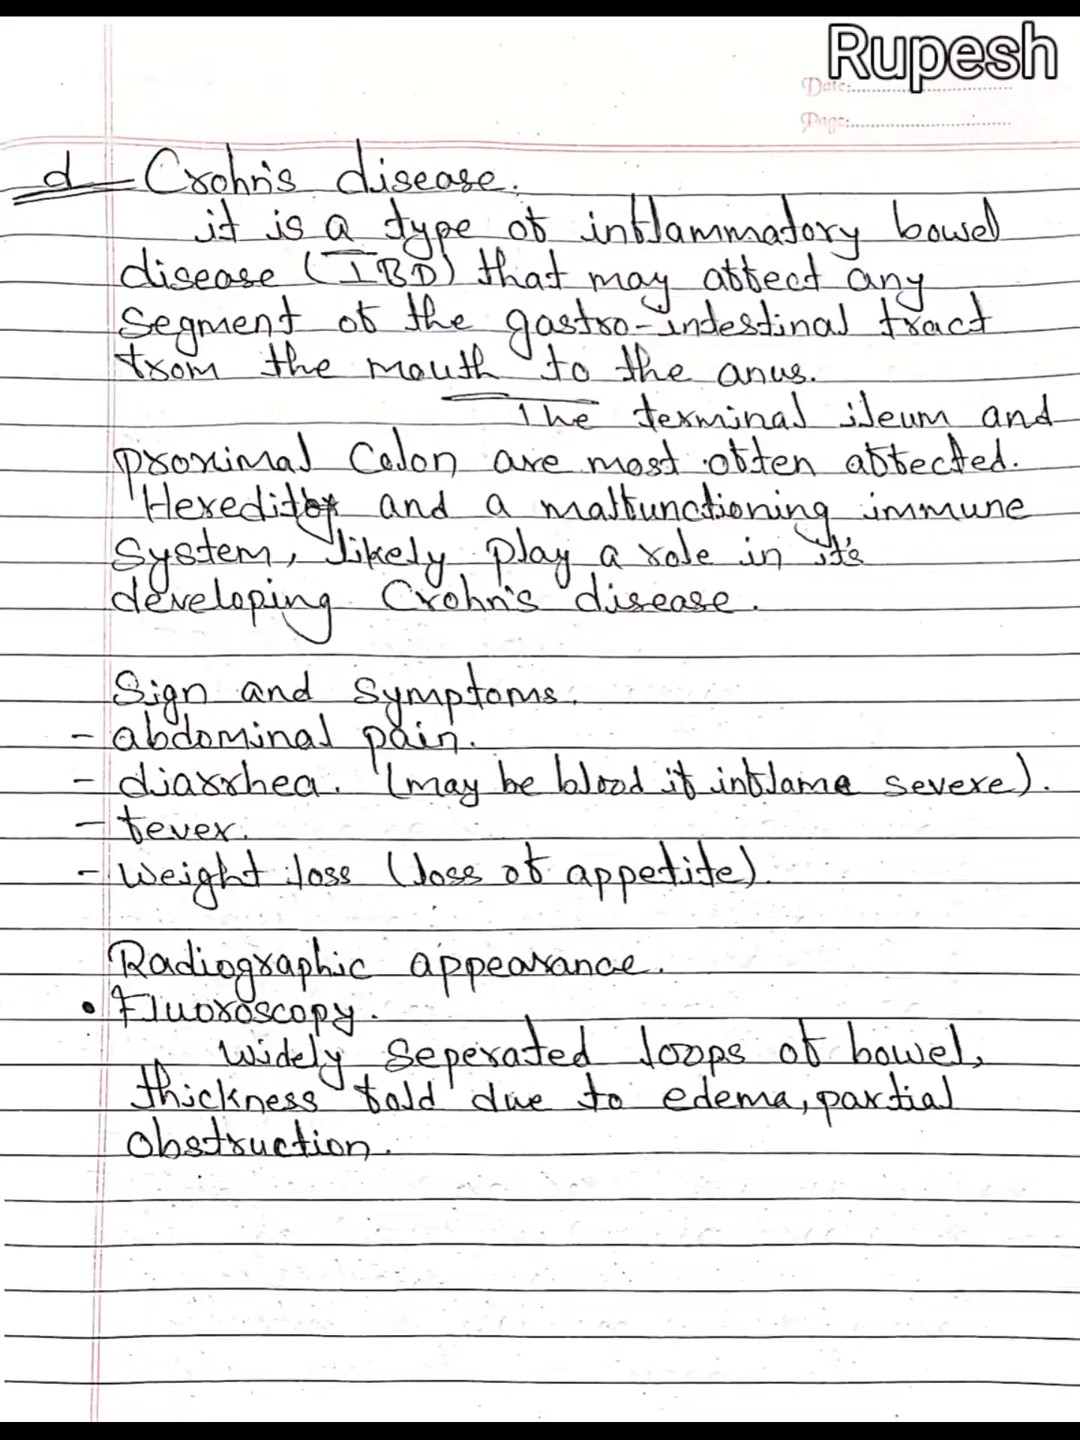 Rupesh
Date:
Page:
d Crohn's disease.
it is a type of inflammatory bowel
disease (IBD) that may affect any
segment of the gastro-intestinal tract
from the mouth to the anus.
The terminal ileum and
proximal Colon are most often affected.
Heredity and a malfunctioning immune
system, likely play a role in it's
developing Crohn's disease.
Sign and symptoms.
- abdominal pain.
- diarrhea. (may be blood if inflame severe).
- fever.
- Weight loss (loss of appetite).
Radiographic appearance.
• Fluoroscopy.
Widely seperated loops of bowel,
thickness fold due to edema, partial
obstruction.